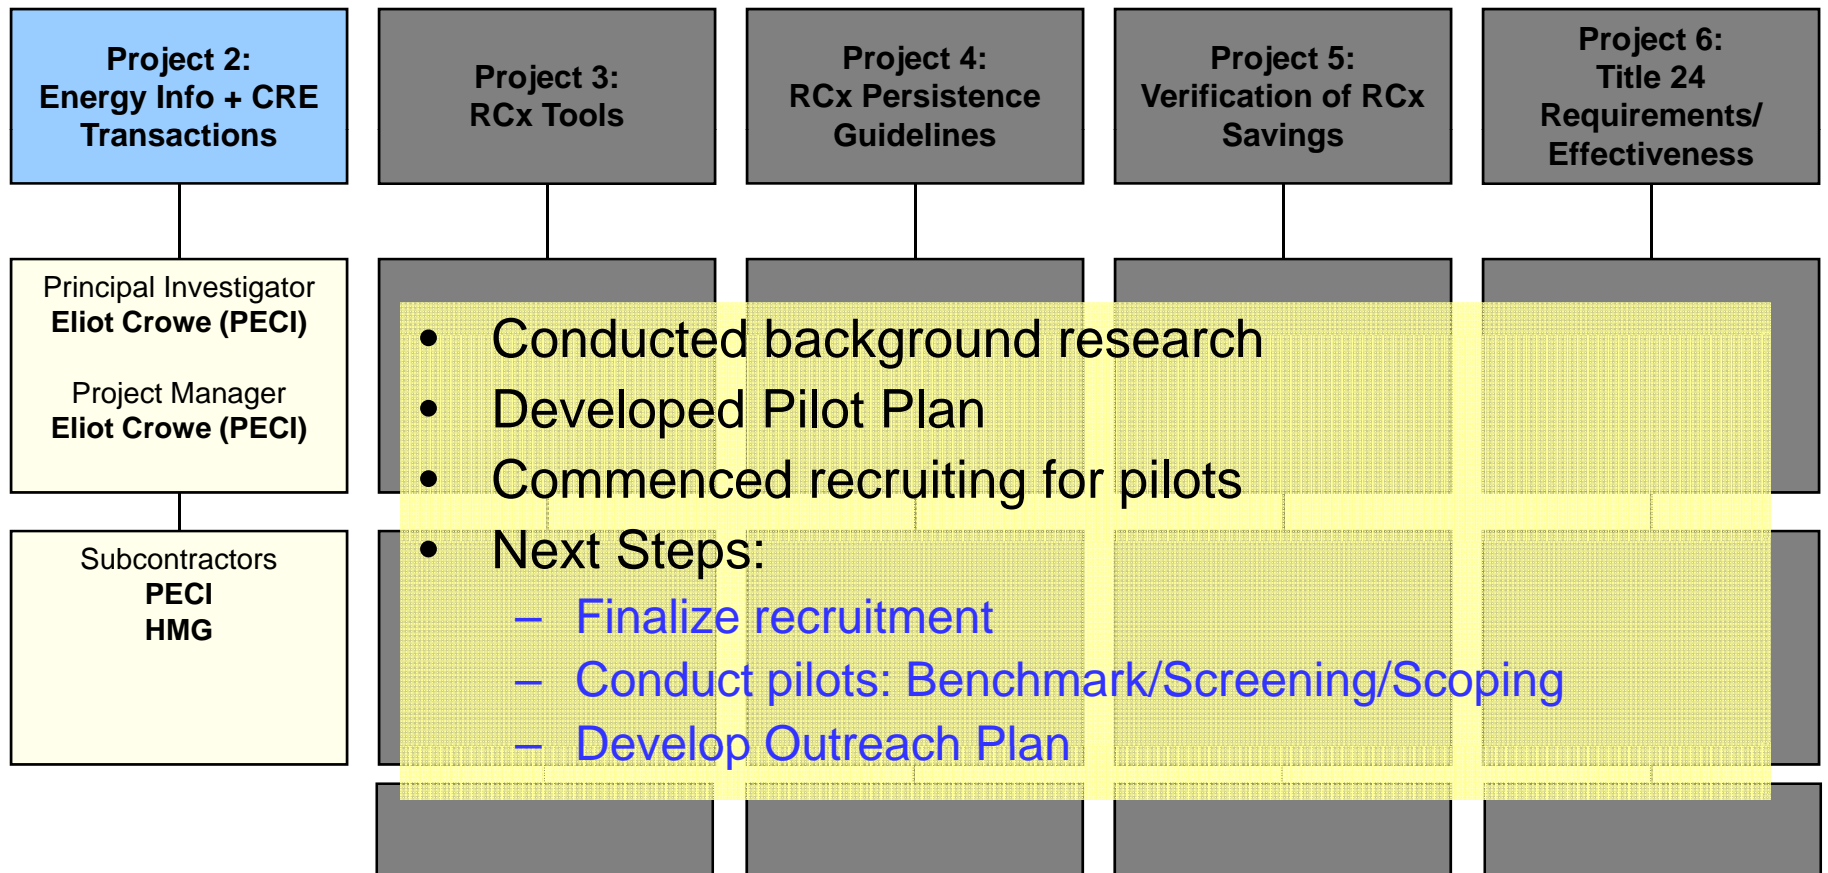 Project 2:
Energy Info + CRE
Transactions
Project 3:
RCx Tools
Project 4:
RCx Persistence
Guidelines
Project 5:
Verification of RCx
Savings
Project 6:
Title 24
Requirements/
Effectiveness
Principal Investigator
Eliot Crowe (PECI)
Project Manager
Eliot Crowe (PECI)
Subcontractors
PECI
HMG
• Conducted background research
• Developed Pilot Plan
• Commenced recruiting for pilots
• Next Steps:
– Finalize recruitment
– Conduct pilots: Benchmark/Screening/Scoping
– Develop Outreach Plan